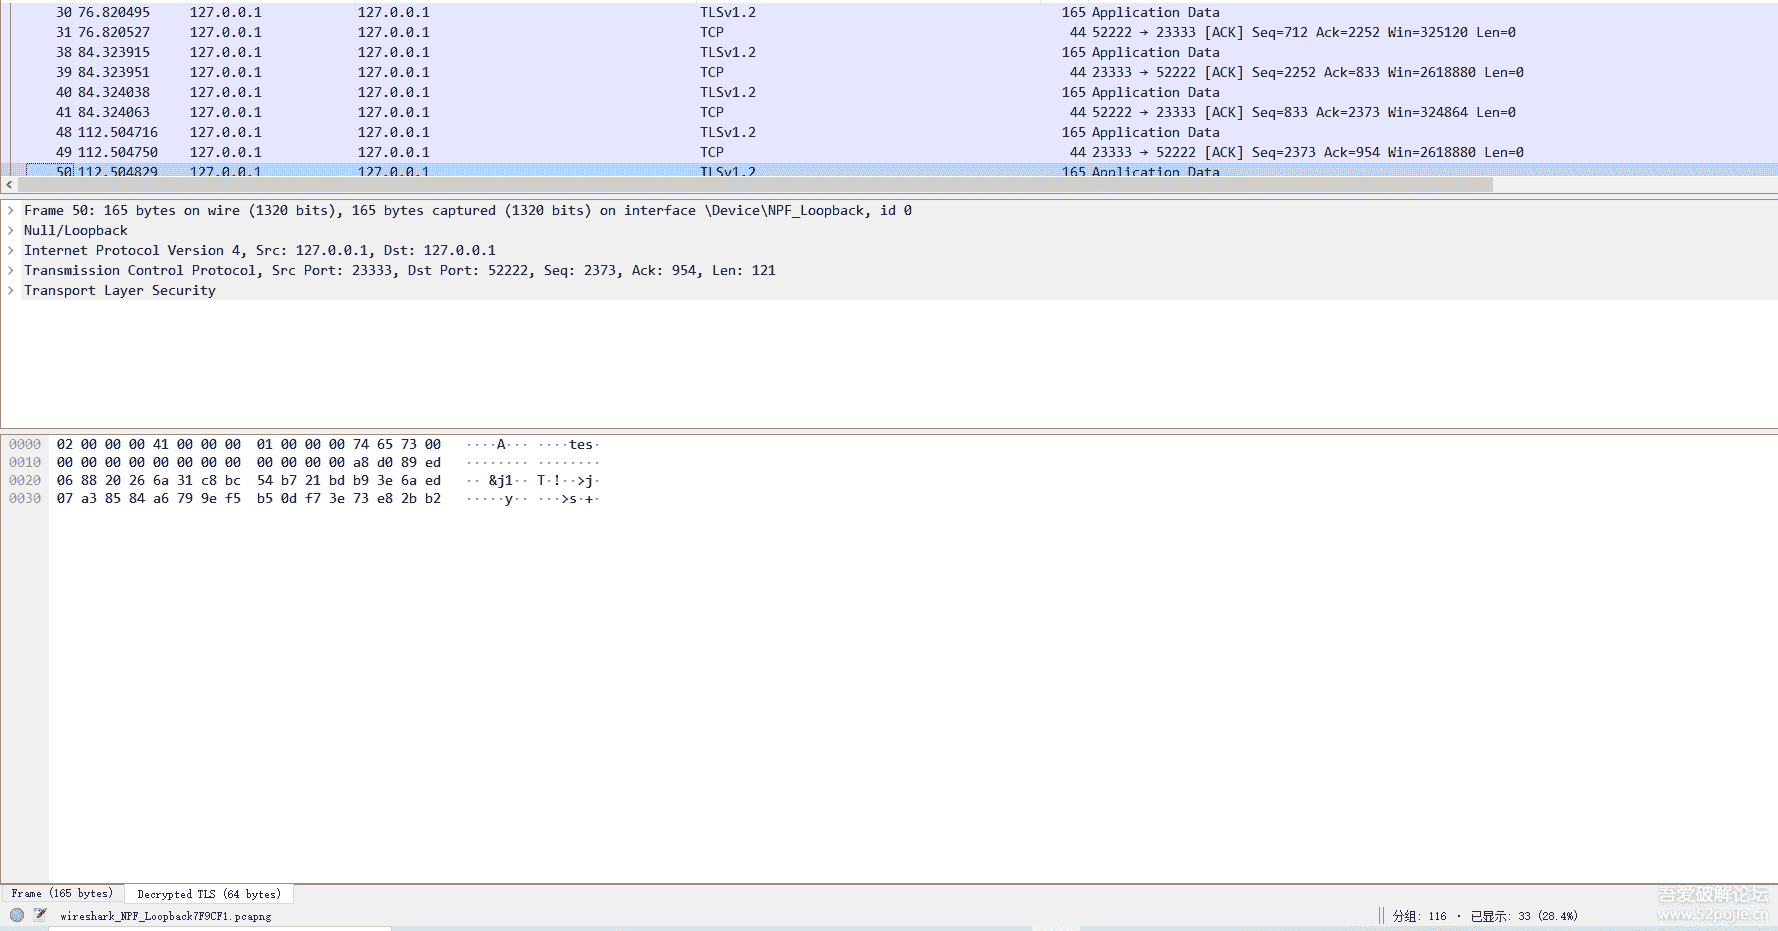 30 76.820495 127.0.0.1 127.0.0.1 TLSv1.2 165 Application Data
31 76.820527 127.0.0.1 127.0.0.1 TCP 44 52222 → 23333 [ACK] Seq=712 Ack=2252 Win=325120 Len=0
38 84.323915 127.0.0.1 127.0.0.1 TLSv1.2 165 Application Data
39 84.323951 127.0.0.1 127.0.0.1 TCP 44 23333 → 52222 [ACK] Seq=2252 Ack=833 Win=2618880 Len=0
40 84.324038 127.0.0.1 127.0.0.1 TLSv1.2 165 Application Data
41 84.324063 127.0.0.1 127.0.0.1 TCP 44 52222 → 23333 [ACK] Seq=833 Ack=2373 Win=324864 Len=0
48 112.504716 127.0.0.1 127.0.0.1 TLSv1.2 165 Application Data
49 112.504750 127.0.0.1 127.0.0.1 TCP 44 23333 → 52222 [ACK] Seq=2373 Ack=954 Win=2618880 Len=0
50 112.504829 127.0.0.1 127.0.0.1 TLSv1.2 165 Application Data
Frame 50: 165 bytes on wire (1320 bits), 165 bytes captured (1320 bits) on interface \Device\NPF_Loopback, id 0
Null/Loopback
Internet Protocol Version 4, Src: 127.0.0.1, Dst: 127.0.0.1
Transmission Control Protocol, Src Port: 23333, Dst Port: 52222, Seq: 2373, Ack: 954, Len: 121
Transport Layer Security
0000 02 00 00 00 41 00 00 00 01 00 00 00 74 65 73 00 ····A··· ····tes·
0010 00 00 00 00 00 00 00 00 00 00 00 00 a8 d0 89 ed ········ ········
0020 06 88 20 26 6a 31 c8 bc 54 b7 21 bd b9 3e 6a ed ·· &j1·· T·!··>j·
0030 07 a3 85 84 a6 79 9e f5 b5 0d f7 3e 73 e8 2b b2 ·····y·· ···>s·+·
Frame (165 bytes) Decrypted TLS (64 bytes)
wireshark_NPF_Loopback7F9CF1.pcapng 分组: 116 · 已显示: 33 (28.4%)
吾爱破解论坛
www.52pojie.cn